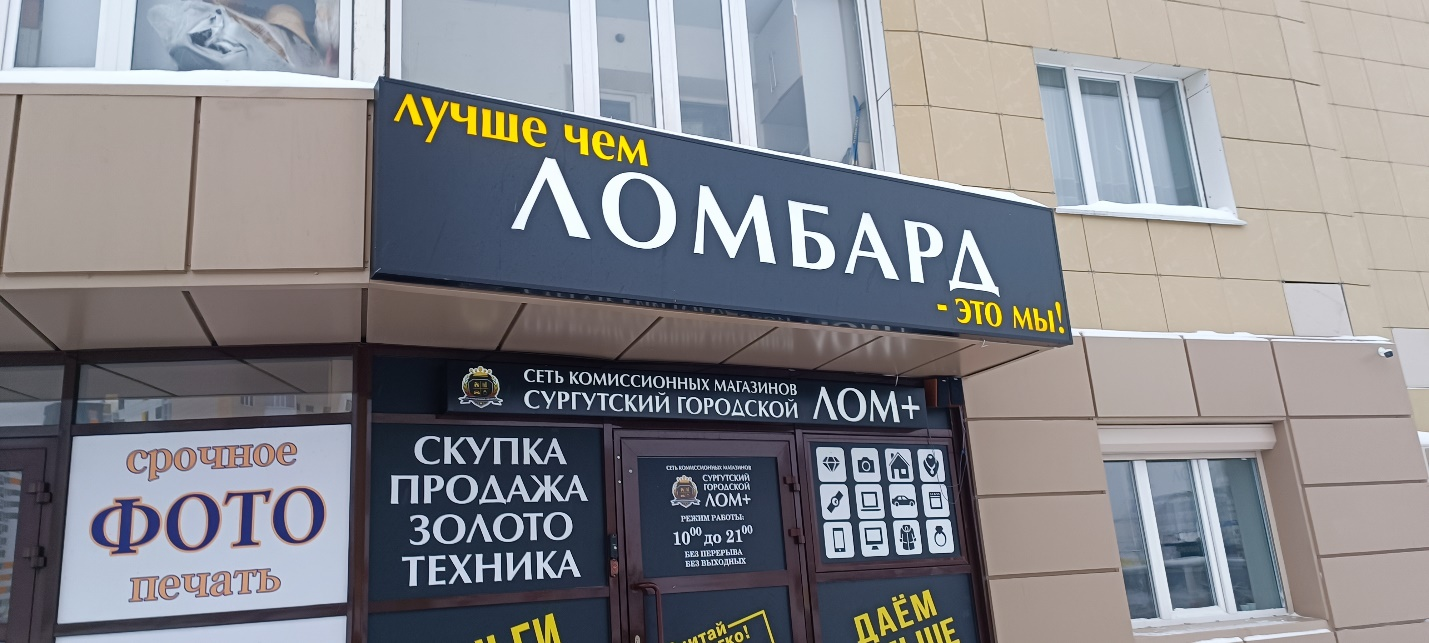 лучше чем
ЛОМБАРД
- это мы!
СЕТЬ КОМИССИОННЫХ МАГАЗИНОВ
СУРГУТСКИЙ ГОРОДСКОЙ ЛОМ+
срочное
ФОТО
печать
СКУПКА
ПРОДАЖА
ЗОЛОТО
ТЕХНИКА
СЕТЬ КОМИССИОННЫХ МАГАЗИНОВ
СУРГУТСКИЙ
ГОРОДСКОЙ
ЛОМ+
РЕЖИМ РАБОТЫ:
10⁰⁰ до 21⁰⁰
БЕЗ ПЕРЕРЫВА
БЕЗ ВЫХОДНЫХ
ДАЁМ